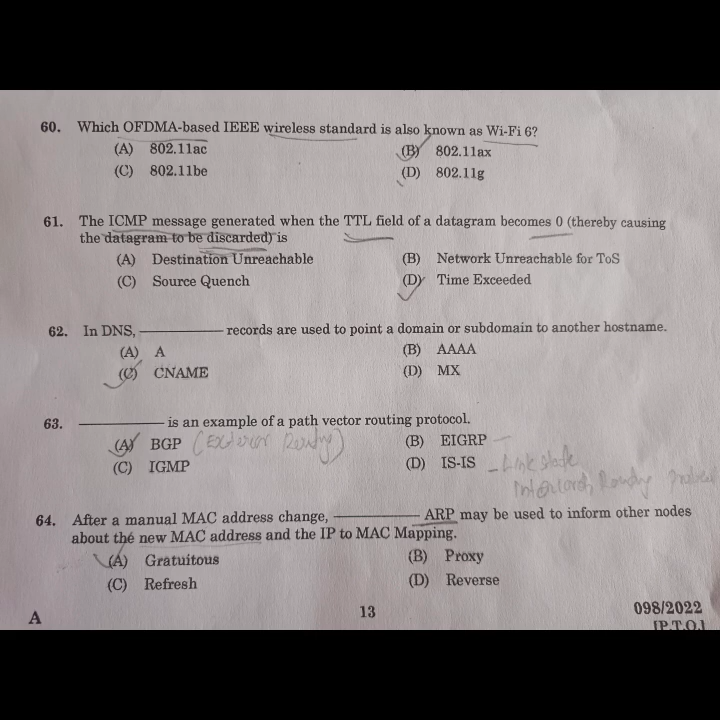 60. Which OFDMA-based IEEE wireless standard is also known as Wi-Fi 6?
(A) 802.11ac (B) 802.11ax
(C) 802.11be (D) 802.11g
61. The ICMP message generated when the TTL field of a datagram becomes 0 (thereby causing
the datagram to be discarded) is
(A) Destination Unreachable (B) Network Unreachable for ToS
(C) Source Quench (D) Time Exceeded
62. In DNS, ____________ records are used to point a domain or subdomain to another hostname.
(A) A (B) AAAA
(C) CNAME (D) MX
63. ____________ is an example of a path vector routing protocol.
(A) BGP (Exterior (B) EIGRP
(C) IGMP (D) IS-IS - Link state
64. After a manual MAC address change, ____________ ARP may be used to inform other nodes
about the new MAC address and the IP to MAC Mapping.
(A) Gratuitous (B) Proxy
(C) Refresh (D) Reverse
A 13 098/2022
[P.T.O.]